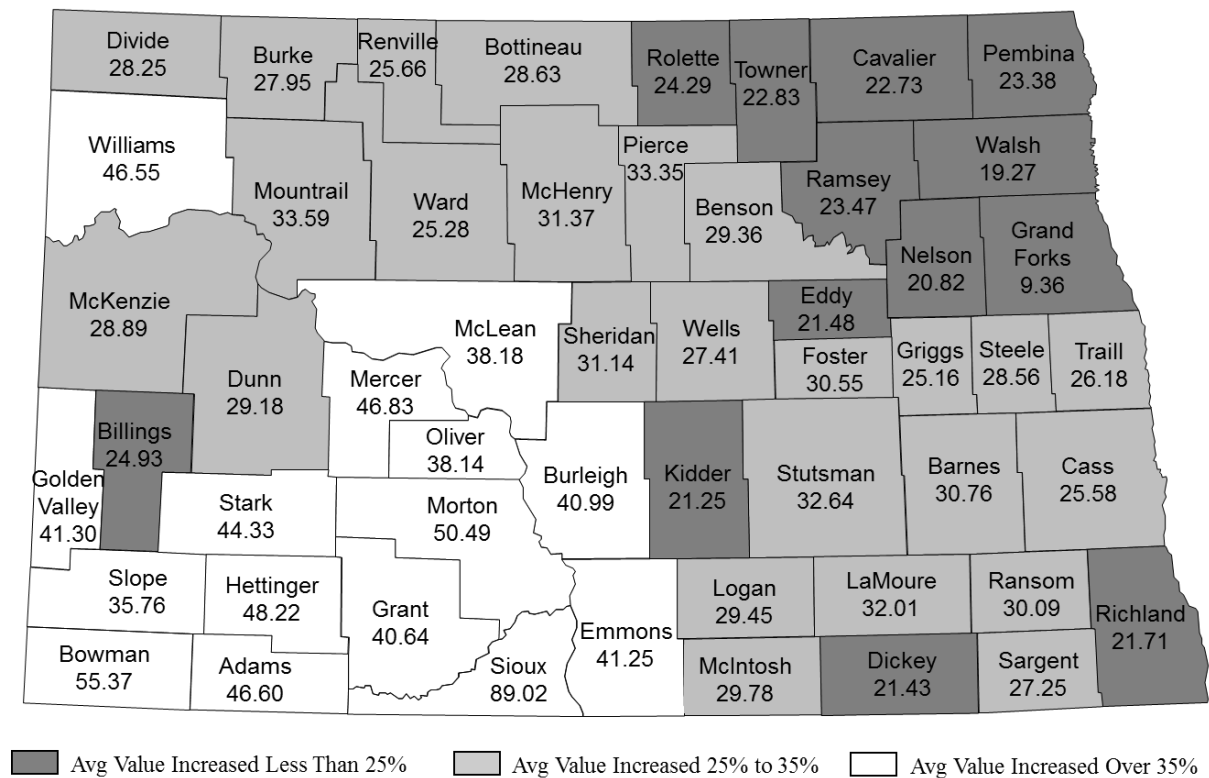 Divide
28.25
Burke
27.95
Renville
25.66
Bottineau
28.63
Rolette
24.29
Towner
22.83
Cavalier
22.73
Pembina
23.38
Williams
46.55
Mountrail
33.59
Ward
25.28
McHenry
31.37
Pierce
33.35
Benson
29.36
Ramsey
23.47
Walsh
19.27
Nelson
20.82
Grand
Forks
9.36
McKenzie
28.89
Dunn
29.18
McLean
38.18
Mercer
46.83
Oliver
38.14
Sheridan
31.14
Wells
27.41
Eddy
21.48
Foster
30.55
Griggs
25.16
Steele
28.56
Traill
26.18
Golden
Valley
41.30
Billings
24.93
Stark
44.33
Morton
50.49
Burleigh
40.99
Kidder
21.25
Stutsman
32.64
Barnes
30.76
Cass
25.58
Slope
35.76
Hettinger
48.22
Grant
40.64
Sioux
89.02
Emmons
41.25
Logan
29.45
LaMoure
32.01
Ransom
30.09
Richland
21.71
Bowman
55.37
Adams
46.60
McIntosh
29.78
Dickey
21.43
Sargent
27.25
Avg Value Increased Less Than 25%
Avg Value Increased 25% to 35%
Avg Value Increased Over 35%